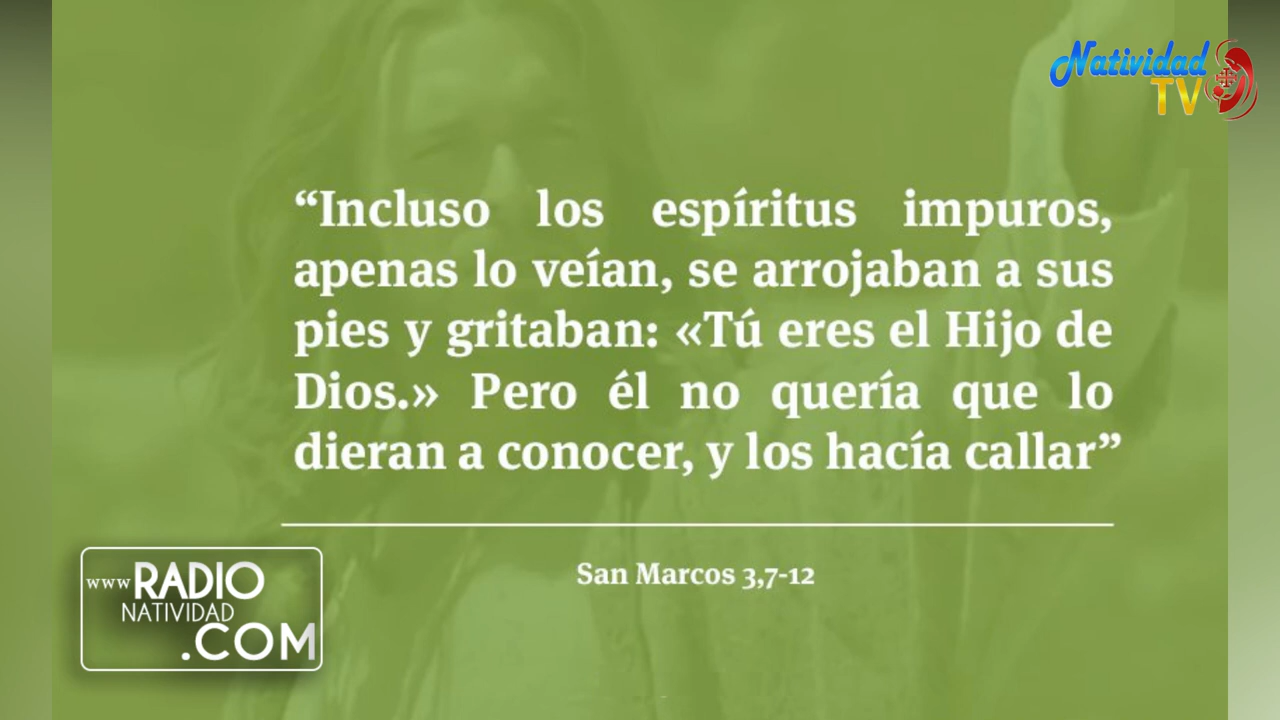 Natividad
TV
“Incluso los espíritus impuros,
apenas lo veían, se arrojaban a sus
pies y gritaban: «Tú eres el Hijo de
Dios.» Pero él no quería que lo
dieran a conocer, y los hacía callar”
San Marcos 3,7-12
www RADIO
NATIVIDAD
.COM